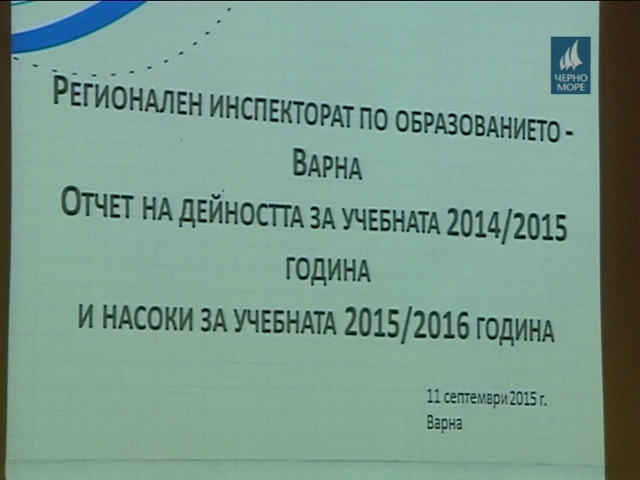 ЧЕРНО
МОРЕ
РЕГИОНАЛЕН ИНСПЕКТОРАТ ПО ОБРАЗОВАНИЕТО -
ВАРНА
ОТЧЕТ НА ДЕЙНОСТТА ЗА УЧЕБНАТА 2014/2015
ГОДИНА
И НАСОКИ ЗА УЧЕБНАТА 2015/2016 ГОДИНА
11 септември 2015 г.
Варна